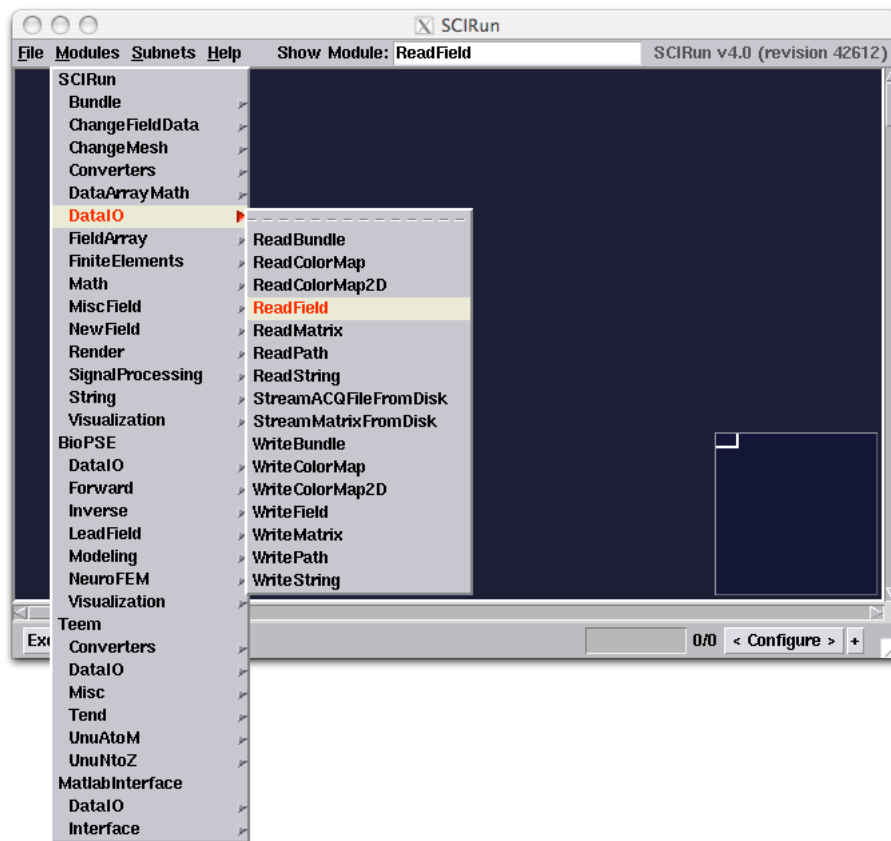 SCIRun
File Modules Subnets Help Show Module: ReadField SCIRun v4.0 (revision 42612)
SCIRun
Bundle
ChangeFieldData
ChangeMesh
Converters
DataArrayMath
DataIO
FieldArray
FiniteElements
Math
MiscField
NewField
Render
SignalProcessing
String
Visualization
BioPSE
DataIO
Forward
Inverse
LeadField
Modeling
NeuroFEM
Visualization
Teem
Converters
DataIO
Misc
Tend
UnuAtoM
UnuNtoZ
MatlabInterface
DataIO
Interface
ReadBundle
ReadColorMap
ReadColorMap2D
ReadField
ReadMatrix
ReadPath
ReadString
StreamACQFileFromDisk
StreamMatrixFromDisk
WriteBundle
WriteColorMap
WriteColorMap2D
WriteField
WriteMatrix
WritePath
WriteString
0/0 < Configure > +